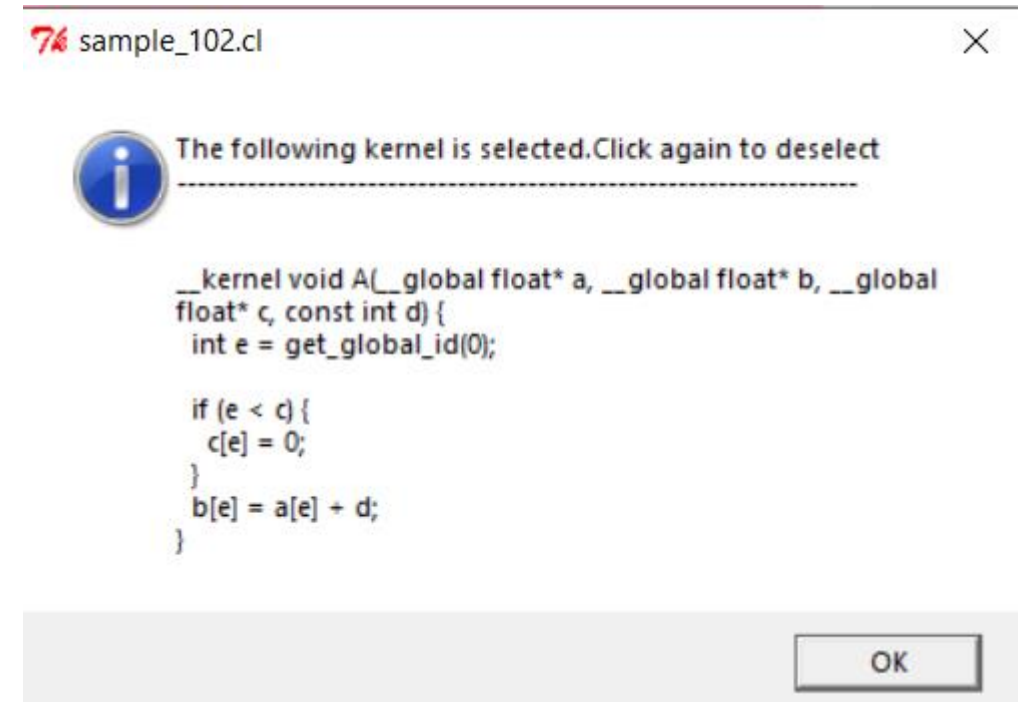 sample_102.cl
The following kernel is selected.Click again to deselect
--------------------------------------------------------------------
__kernel void A(__global float* a, __global float* b, __global
float* c, const int d) {
  int e = get_global_id(0);

  if (e < c) {
    c[e] = 0;
  }
  b[e] = a[e] + d;
}
OK